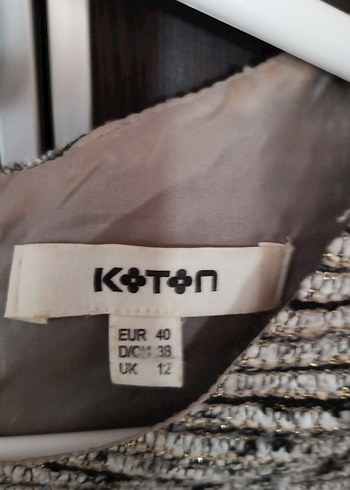 KOTON
EUR 40
D/CH 38
UK 12